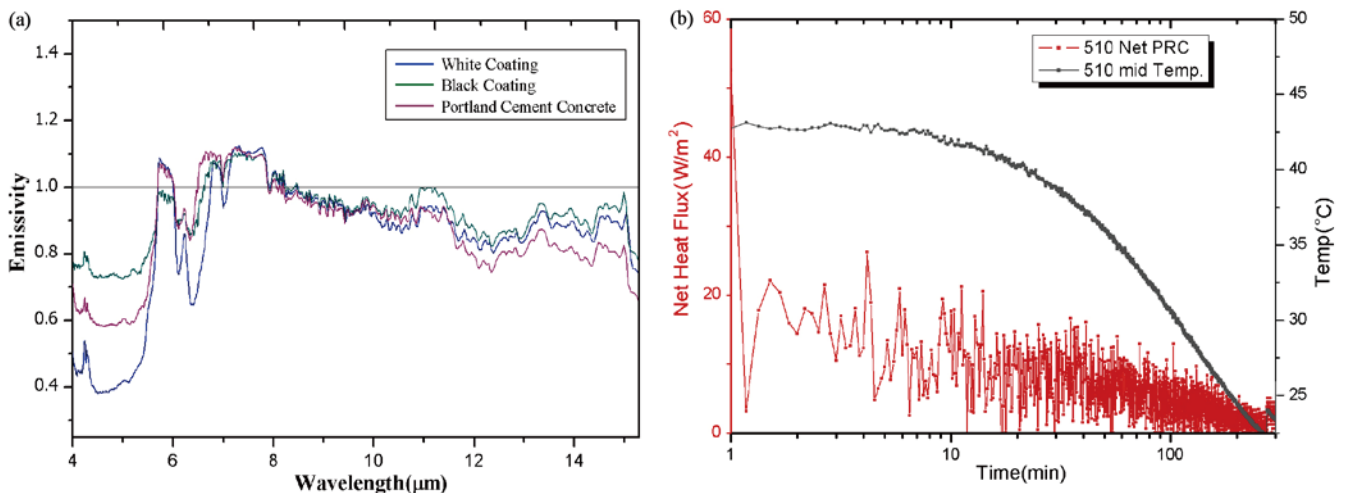 (a)
1.4
1.2
1.0
0.8
0.6
0.4
Emissivity
White Coating
Black Coating
Portland Cement Concrete
4
6
8
10
12
14
Wavelength(μm)
(b)
60
40
20
0
Net Heat Flux(W/m²)
510 Net PRC
510 mid Temp.
50
45
40
35
30
25
Temp(°C)
1
10
100
Time(min)